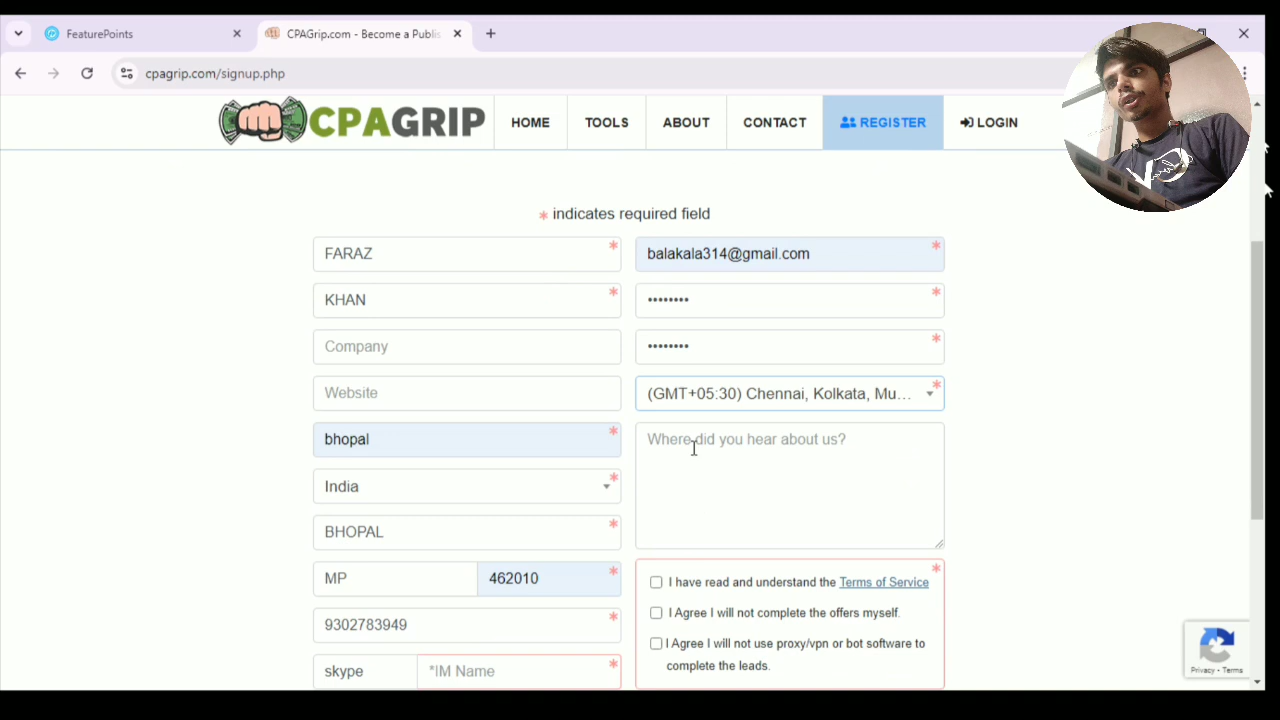 FeaturePoints
CPAGrip.com - Become a Publis
cpagrip.com/signup.php
CPAGRIP
HOME
TOOLS
ABOUT
CONTACT
REGISTER
LOGIN
* indicates required field
FARAZ
balakala314@gmail.com
KHAN
••••••••
Company
••••••••
Website
(GMT+05:30) Chennai, Kolkata, Mu...
bhopal
Where did you hear about us?
India
BHOPAL
MP
462010
I have read and understand the Terms of Service
I Agree I will not complete the offers myself.
9302783949
I Agree I will not use proxy/vpn or bot software to
complete the leads.
skype
*IM Name
Privacy - Terms